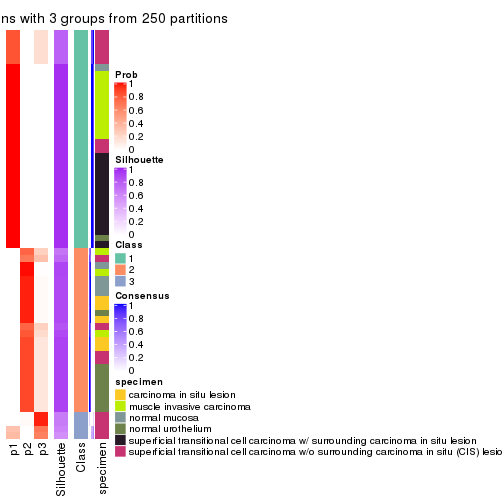 ns with 3 groups from 250 partitions
Prob
1
0.8
0.6
0.4
0.2
0
Silhouette
1
0.8
0.6
0.4
0.2
0
Class
1
2
3
Consensus
1
0.8
0.6
0.4
0.2
0
specimen
carcinoma in situ lesion
muscle invasive carcinoma
normal mucosa
normal urothelium
superficial transitional cell carcinoma w/ surrounding carcinoma in situ lesion
superficial transitional cell carcinoma w/o surrounding carcinoma in situ (CIS) lesio
p1
p2
p3
Silhouette
Class
specimen